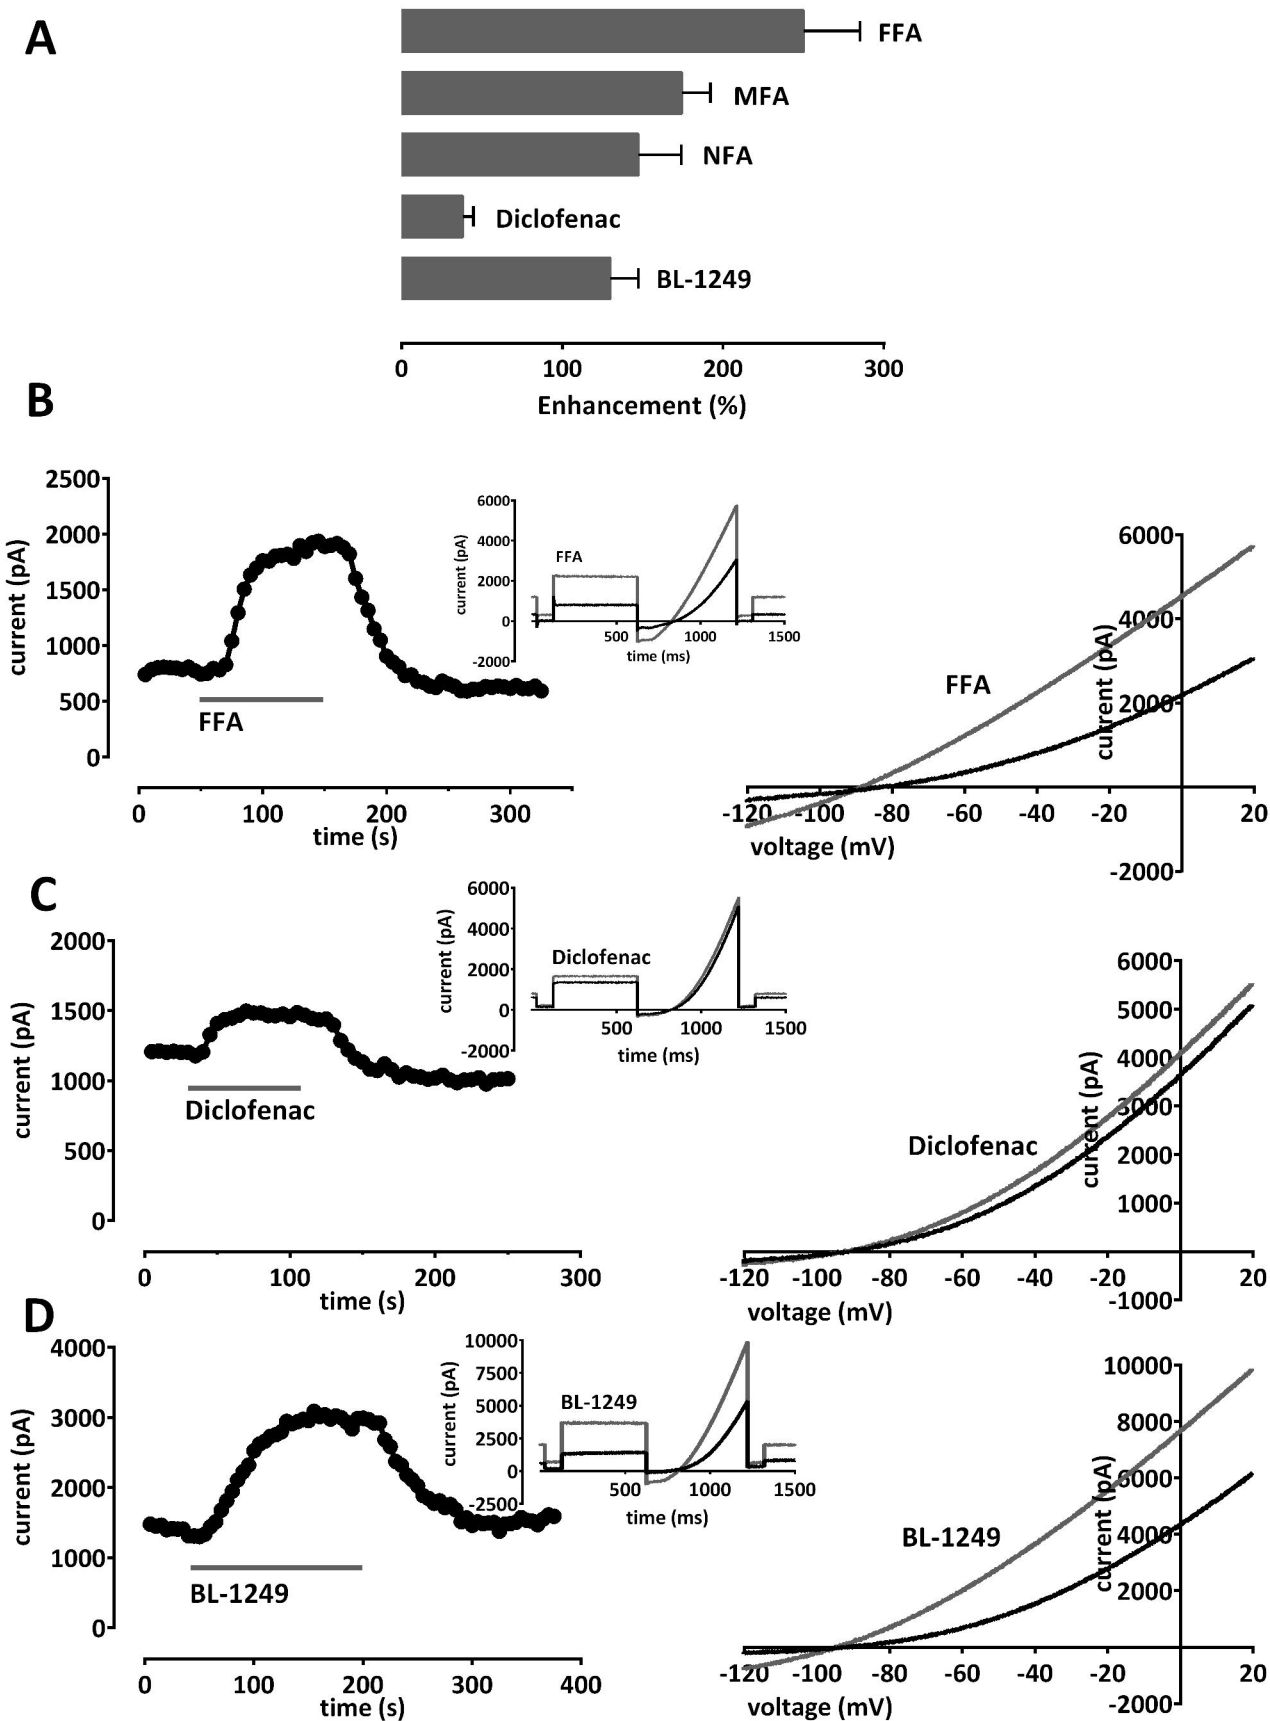 A
FFA
MFA
NFA
Diclofenac
BL-1249
0 100 200 300
Enhancement (%)
B
2500
2000
1500
1000
500
0
current (pA)
FFA
0 100 200 300
time (s)
6000
4000
2000
0
-2000
current (pA)
FFA
500 1000 1500
time (ms)
6000
4000
2000
-2000
current (pA)
FFA
-120 -100 -80 -60 -40 -20 20
voltage (mV)
C
2000
1500
1000
500
0
current (pA)
Diclofenac
0 100 200 300
time (s)
6000
4000
2000
0
-2000
current (pA)
Diclofenac
500 1000 1500
time (ms)
6000
5000
4000
3000
2000
1000
-1000
current (pA)
Diclofenac
-120 -100 -80 -60 -40 -20 20
voltage (mV)
D
4000
3000
2000
1000
0
current (pA)
BL-1249
0 100 200 300 400
time (s)
10000
7500
5000
2500
0
-2500
current (pA)
BL-1249
500 1000 1500
time (ms)
10000
8000
6000
4000
2000
-2000
current (pA)
BL-1249
-120 -100 -80 -60 -40 -20 20
voltage (mV)